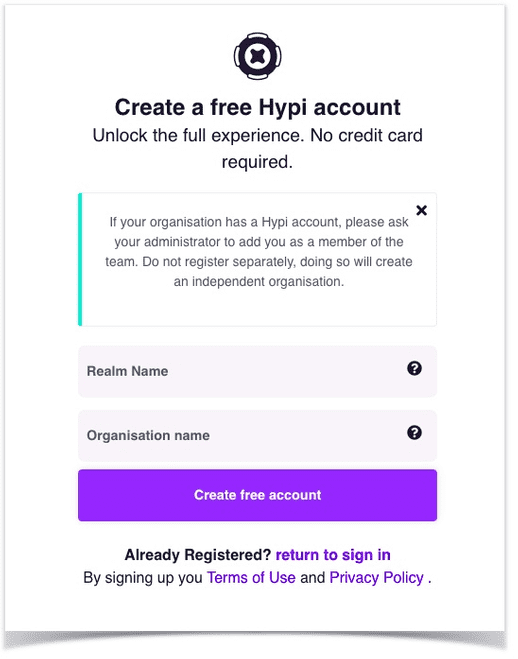 Create a free Hypi account
Unlock the full experience. No credit card
required.
If your organisation has a Hypi account, please ask
your administrator to add you as a member of the
team. Do not register separately, doing so will create
an independent organisation.
Realm Name
Organisation name
Create free account
Already Registered? return to sign in
By signing up you Terms of Use and Privacy Policy .